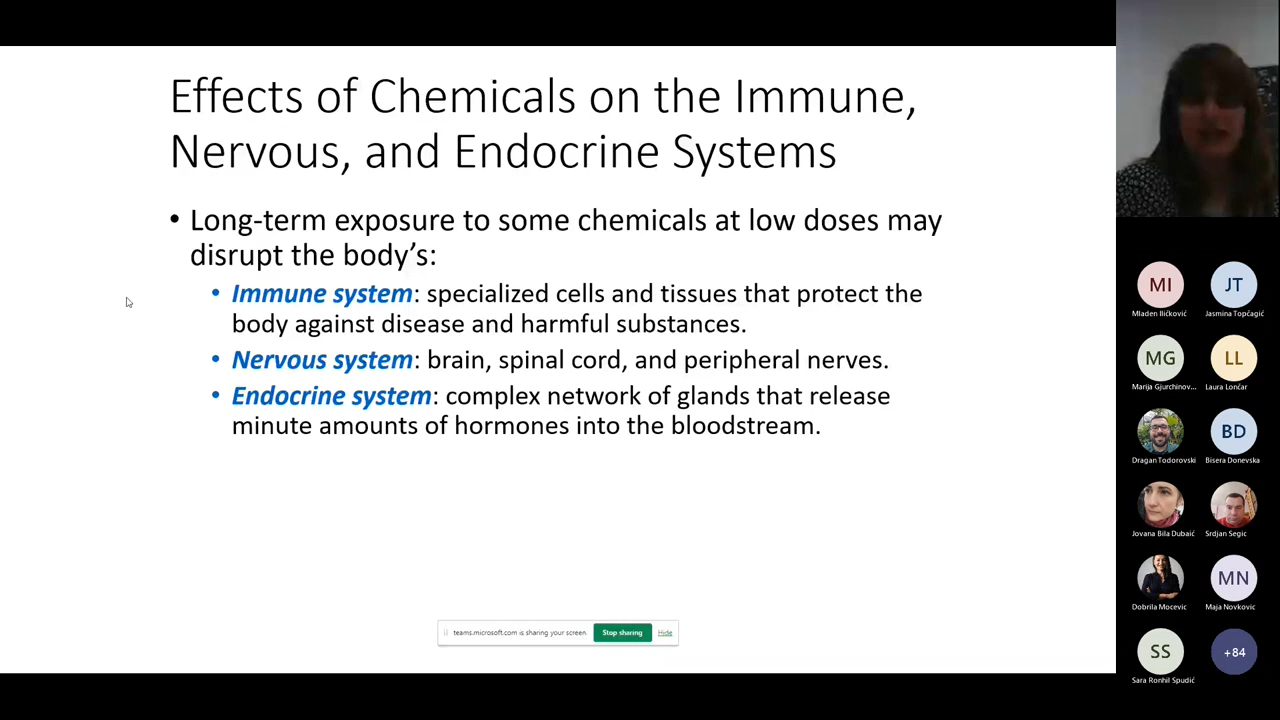 Effects of Chemicals on the Immune,
Nervous, and Endocrine Systems
• Long-term exposure to some chemicals at low doses may
disrupt the body's:
• Immune system: specialized cells and tissues that protect the
body against disease and harmful substances.
• Nervous system: brain, spinal cord, and peripheral nerves.
• Endocrine system: complex network of glands that release
minute amounts of hormones into the bloodstream.
teams.microsoft.com is sharing your screen. Stop sharing Hide
MI JT
Mladen Iličković Jasmina Topčagić
MG LL
Marija Gjurchinov... Laura Lončar
BD
Dragan Todorovski Bisera Donevska
Jovana Bila Dubaić Srdjan Segic
MN
Dobrila Mocevic Maja Novkovic
SS +84
Sara Ronhil Spudić